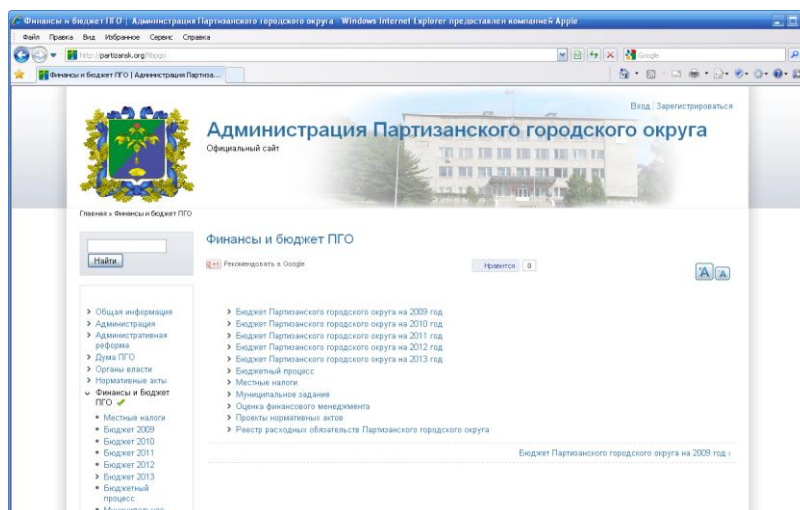 Финансы и бюджет ПГО | Администрация Партизанского городского округа - Windows Internet Explorer предоставлен компанией Apple
Файл Правка Вид Избранное Сервис Справка
http://partizansk.org/fbpgo
Google
Финансы и бюджет ПГО | Администрация Партиза...
Вход Зарегистрироваться
Администрация Партизанского городского округа
Официальный сайт
Главная » Финансы и бюджет ПГО
Найти
Финансы и бюджет ПГО
Рекомендовать в Google
Нравится 0
A A
Общая информация
Администрация
Административная
реформа
Дума ПГО
Органы власти
Нормативные акты
Финансы и Бюджет
ПГО
Местные налоги
Бюджет 2009
Бюджет 2010
Бюджет 2011
Бюджет 2012
Бюджет 2013
Бюджетный
процесс
Муниципальное
Бюджет Партизанского городского округа на 2009 год
Бюджет Партизанского городского округа на 2010 год
Бюджет Партизанского городского округа на 2011 год
Бюджет Партизанского городского округа на 2012 год
Бюджет Партизанского городского округа на 2013 год
Бюджетный процесс
Местные налоги
Муниципальное задание
Оценка финансового менеджмента
Проекты нормативных актов
Реестр расходных обязательств Партизанского городского округа
Бюджет Партизанского городского округа на 2009 год ›